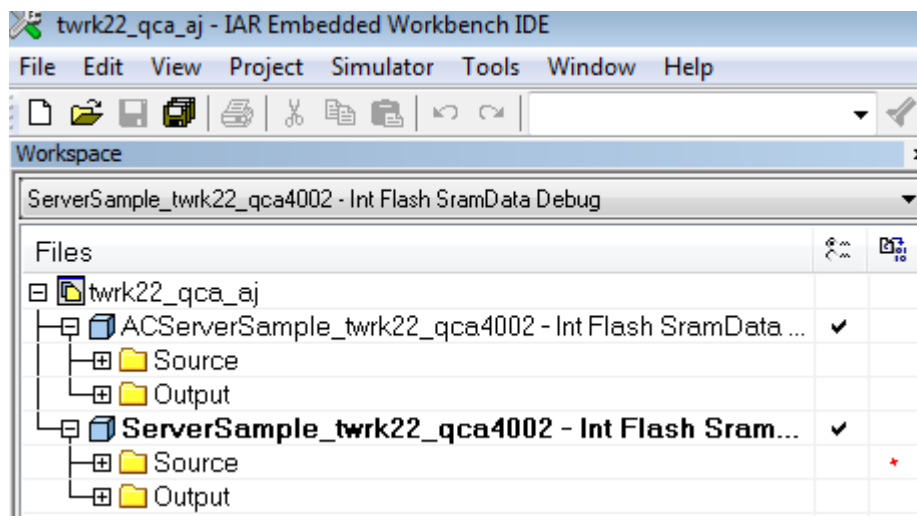 twrk22_qca_aj - IAR Embedded Workbench IDE
File Edit View Project Simulator Tools Window Help
Workspace
ServerSample_twrk22_qca4002 - Int Flash SramData Debug
Files
twrk22_qca_aj
ACServerSample_twrk22_qca4002 - Int Flash SramData ...
Source
Output
ServerSample_twrk22_qca4002 - Int Flash Sram...
Source
Output